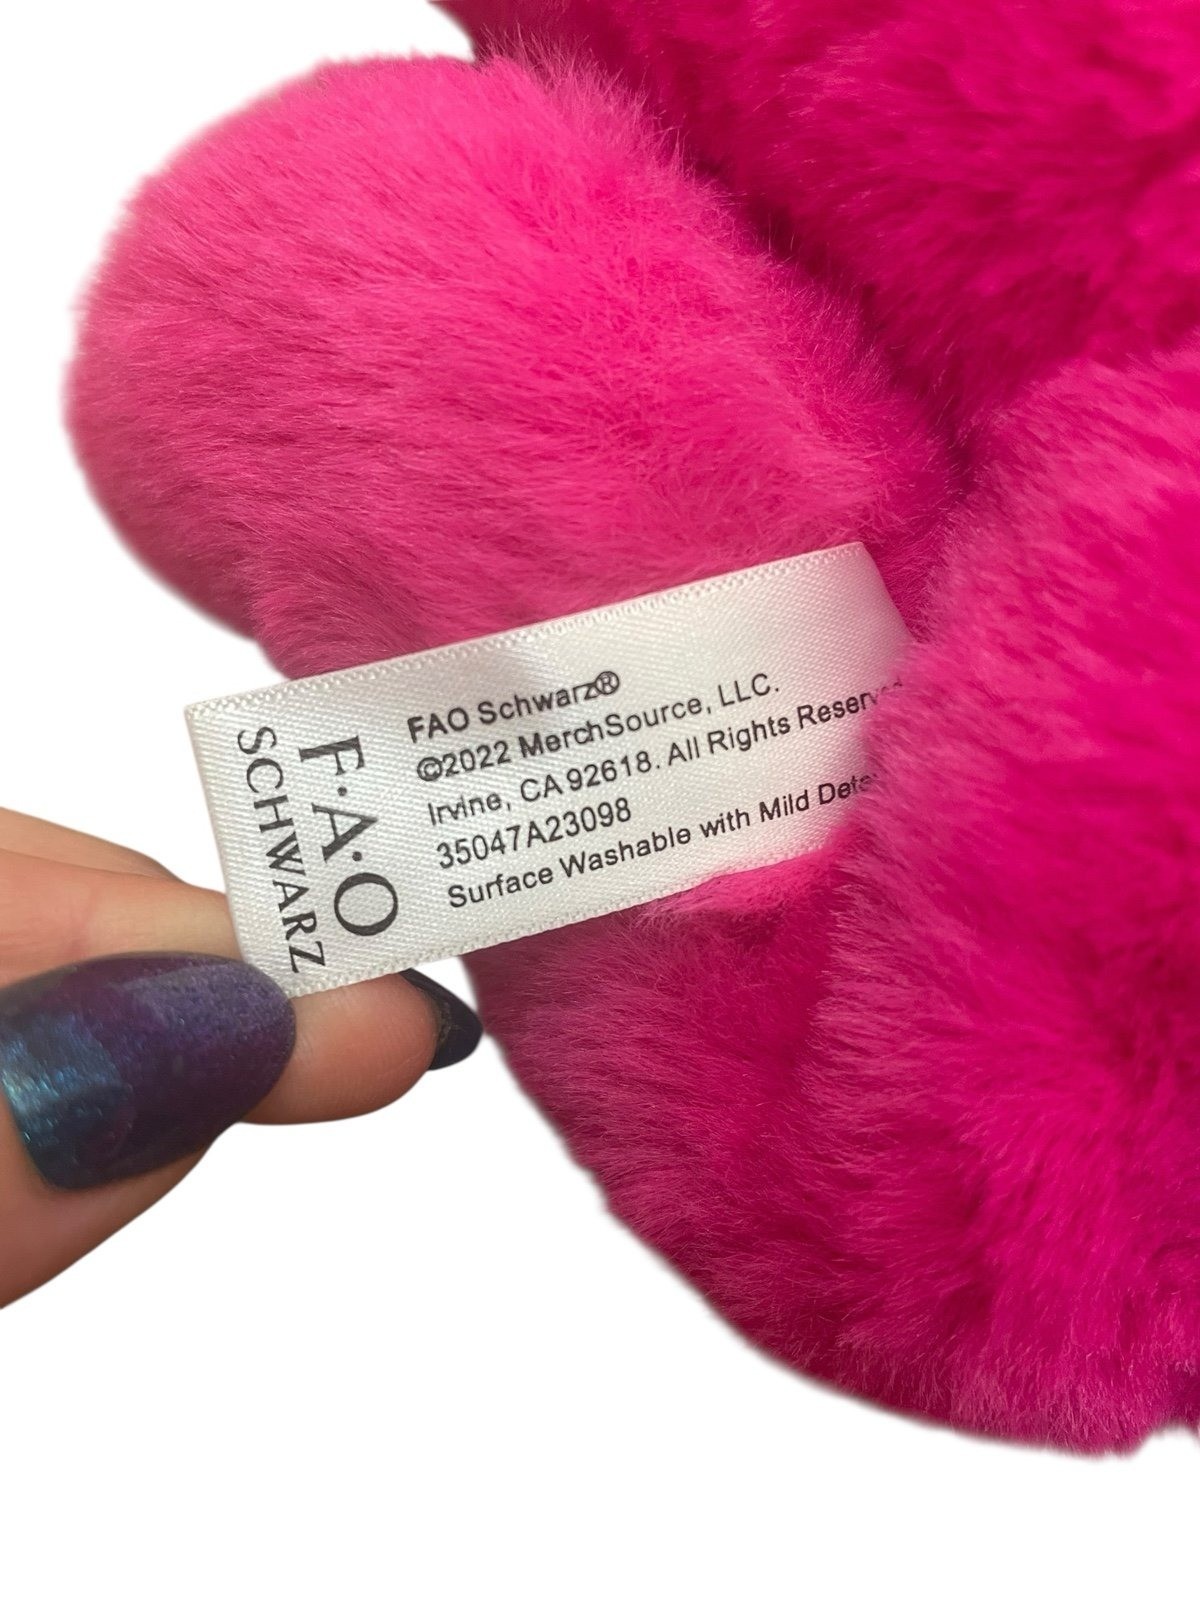 F·A·O
SCHWARZ
FAO Schwarz®
©2022 MerchSource, LLC.
Irvine, CA 92618. All Rights
35047A23098
Surface Washable with Mild